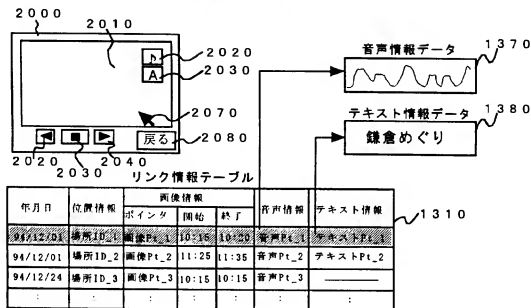 2000
2010
2020
2030
2070
2080
A
戻る
2020
2030
2040
音声情報データ
1370
テキスト情報データ
1380
鎌倉めぐり
リンク情報テーブル
1310
年月日 位置情報 画像情報 音声情報 テキスト情報
ポインタ 開始 終了
94/12/01 場所ID_1 画像Pt_1 10:15 10:20 音声Pt_1 テキストPt_1
94/12/01 場所ID_2 画像Pt_2 11:25 11:35 音声Pt_2 テキストPt_2
94/12/24 場所ID_3 画像Pt_3 10:15 10:15 音声Pt_3